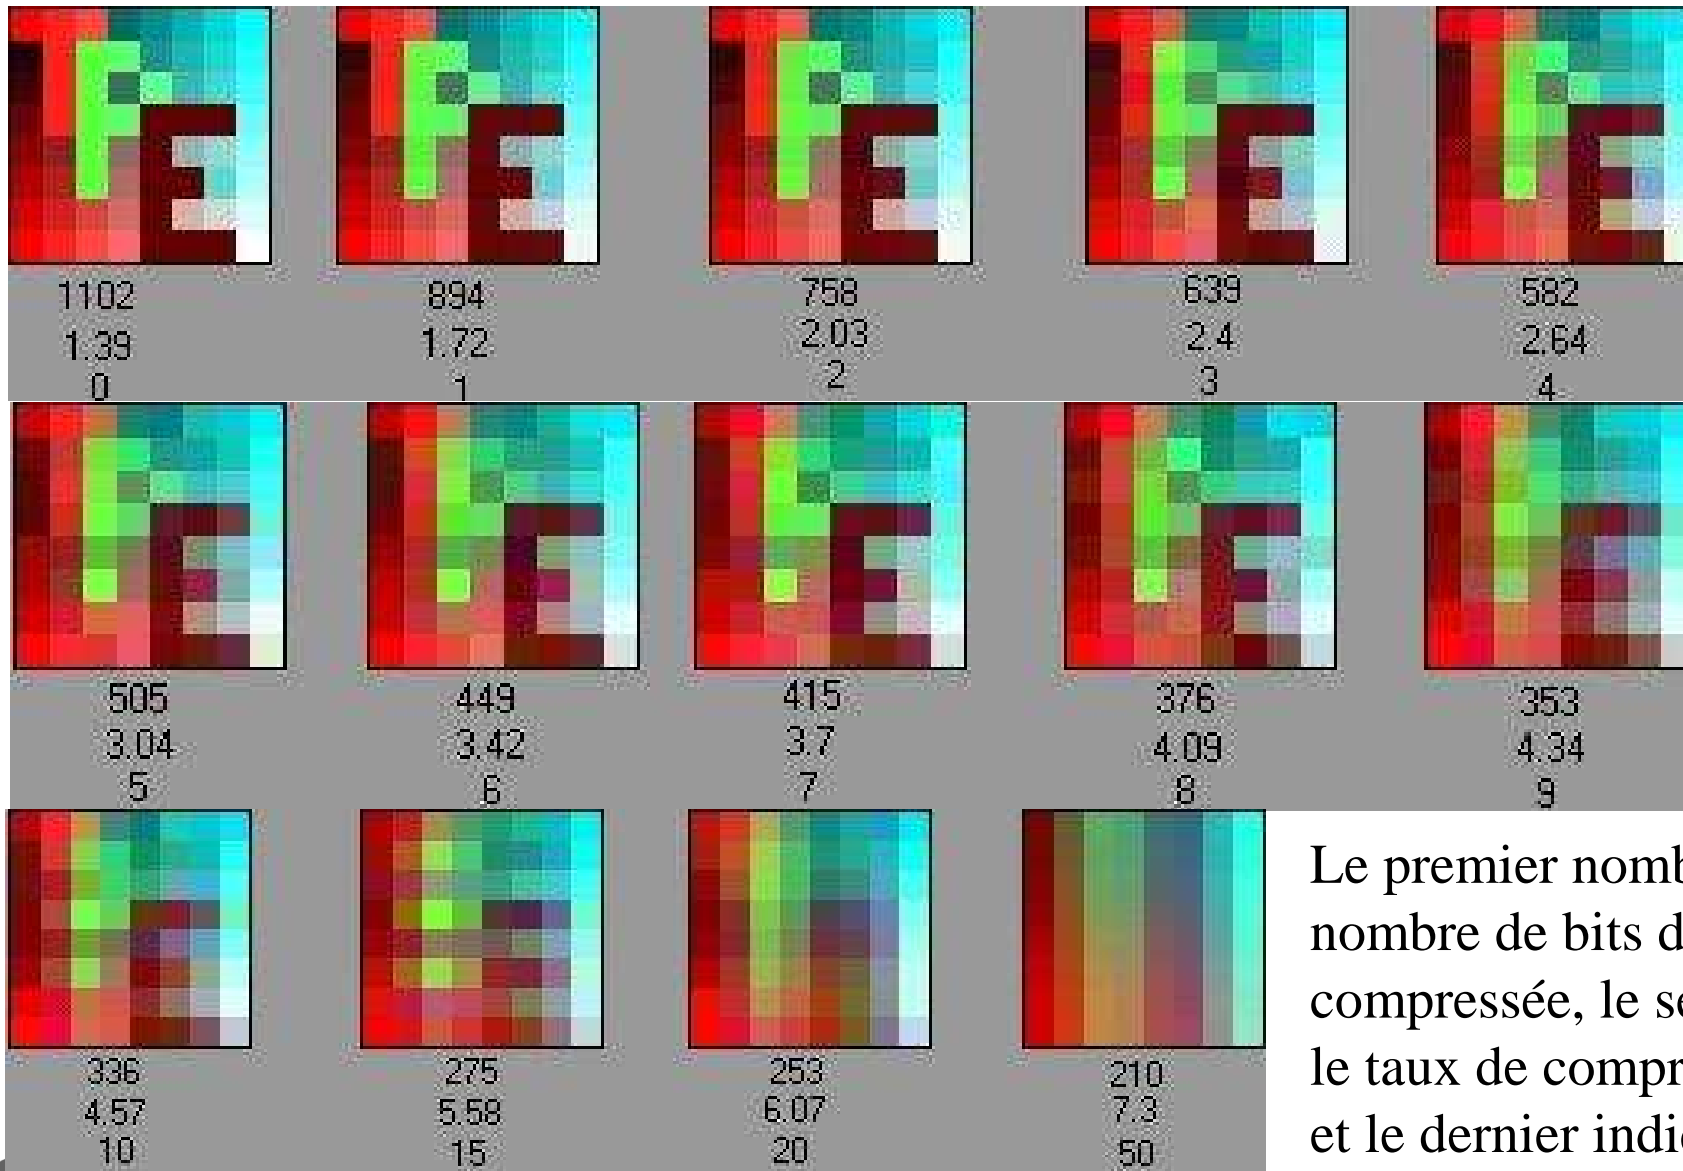 1102 894 758 639 582
1.39 1.72 2.03 2.4 2.64
0 1 2 3 4
505 449 415 376 353
3.04 3.42 3.7 4.09 4.34
5 6 7 8 9
336 275 253 210
4.57 5.58 6.07 7.3
10 15 20 50
Le premier nomb
nombre de bits d
compressée, le se
le taux de compr
et le dernier indi